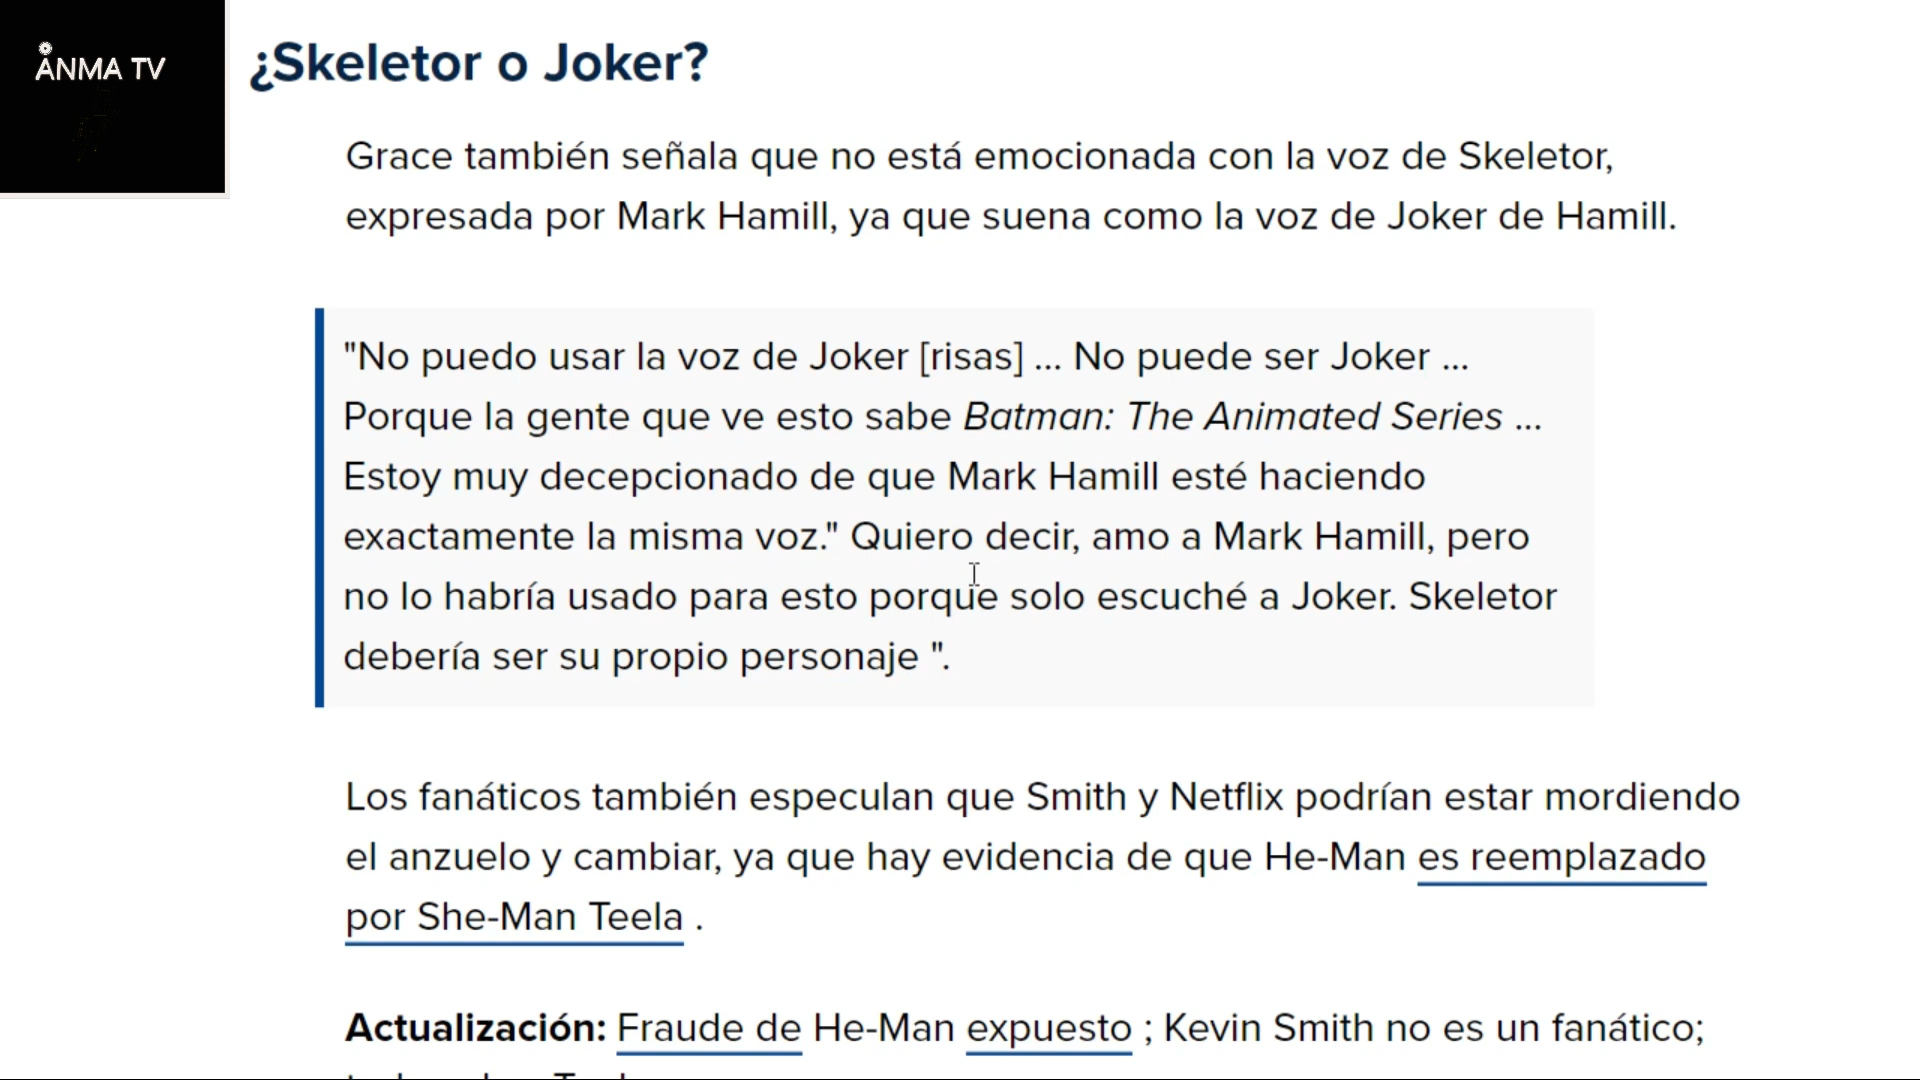 ANMA TV
¿Skeletor o Joker?
Grace también señala que no está emocionada con la voz de Skeletor,
expresada por Mark Hamill, ya que suena como la voz de Joker de Hamill.
"No puedo usar la voz de Joker [risas] ... No puede ser Joker ...
Porque la gente que ve esto sabe Batman: The Animated Series ...
Estoy muy decepcionado de que Mark Hamill esté haciendo
exactamente la misma voz." Quiero decir, amo a Mark Hamill, pero
no lo habría usado para esto porque solo escuché a Joker. Skeletor
debería ser su propio personaje ".
Los fanáticos también especulan que Smith y Netflix podrían estar mordiendo
el anzuelo y cambiar, ya que hay evidencia de que He-Man es reemplazado
por She-Man Teela .
Actualización: Fraude de He-Man expuesto ; Kevin Smith no es un fanático;